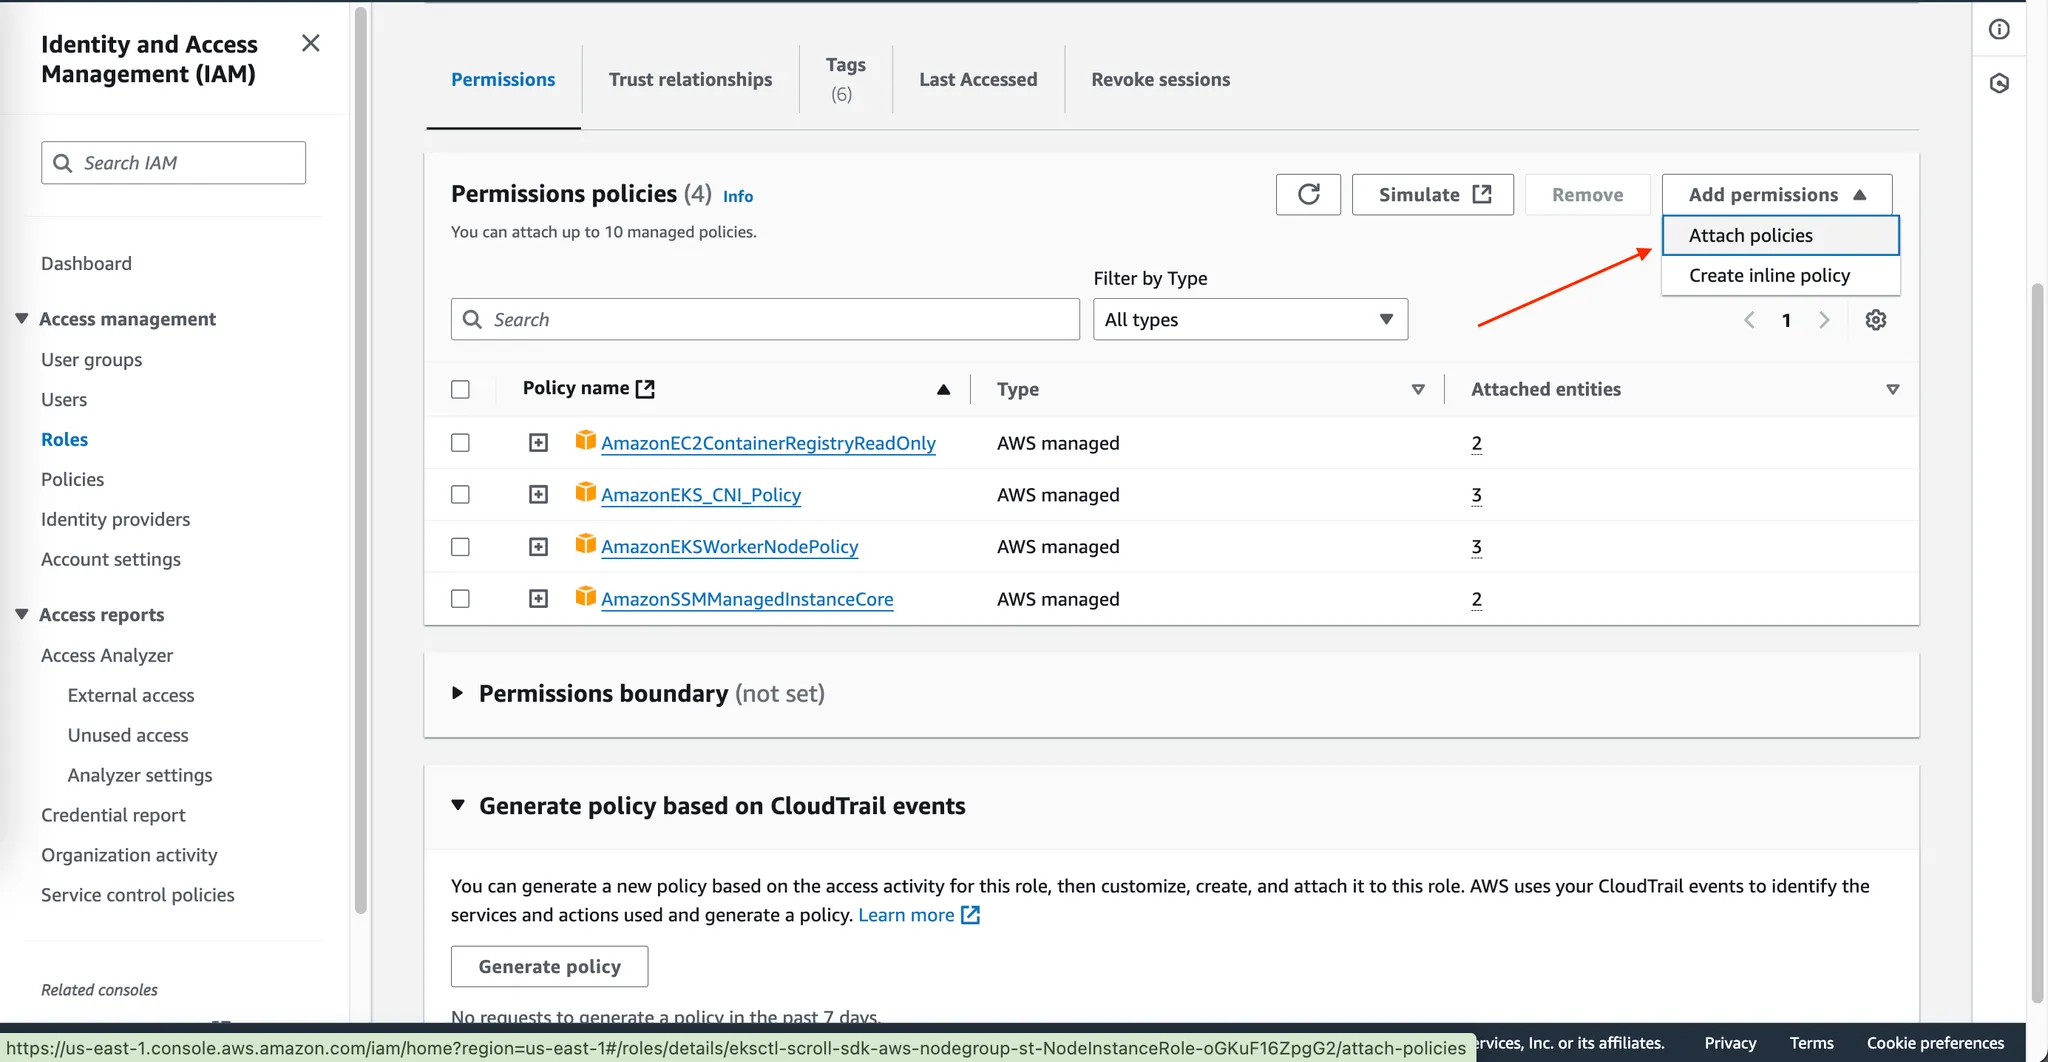 Identity and Access
Management (IAM)
Search IAM
Dashboard
Access management
User groups
Users
Roles
Policies
Identity providers
Account settings
Access reports
Access Analyzer
External access
Unused access
Analyzer settings
Credential report
Organization activity
Service control policies
Related consoles
Permissions
Trust relationships
Tags
(6)
Last Accessed
Revoke sessions
Permissions policies (4) Info
You can attach up to 10 managed policies.
Simulate
Remove
Add permissions
Attach policies
Create inline policy
Filter by Type
Search
All types
1
Policy name Type Attached entities
AmazonEC2ContainerRegistryReadOnly AWS managed 2
AmazonEKS_CNI_Policy AWS managed 3
AmazonEKSWorkerNodePolicy AWS managed 3
AmazonSSMManagedInstanceCore AWS managed 2
Permissions boundary (not set)
Generate policy based on CloudTrail events
You can generate a new policy based on the access activity for this role, then customize, create, and attach it to this role. AWS uses your CloudTrail events to identify the
services and actions used and generate a policy. Learn more
Generate policy
No requests to generate a policy in the past 7 days.
https://us-east-1.console.aws.amazon.com/iam/home?region=us-east-1#/roles/details/eksctl-scroll-sdk-aws-nodegroup-st-NodeInstanceRole-oGKuF16ZpgG2/attach-policies
ervices, Inc. or its affiliates. Privacy Terms Cookie preferences